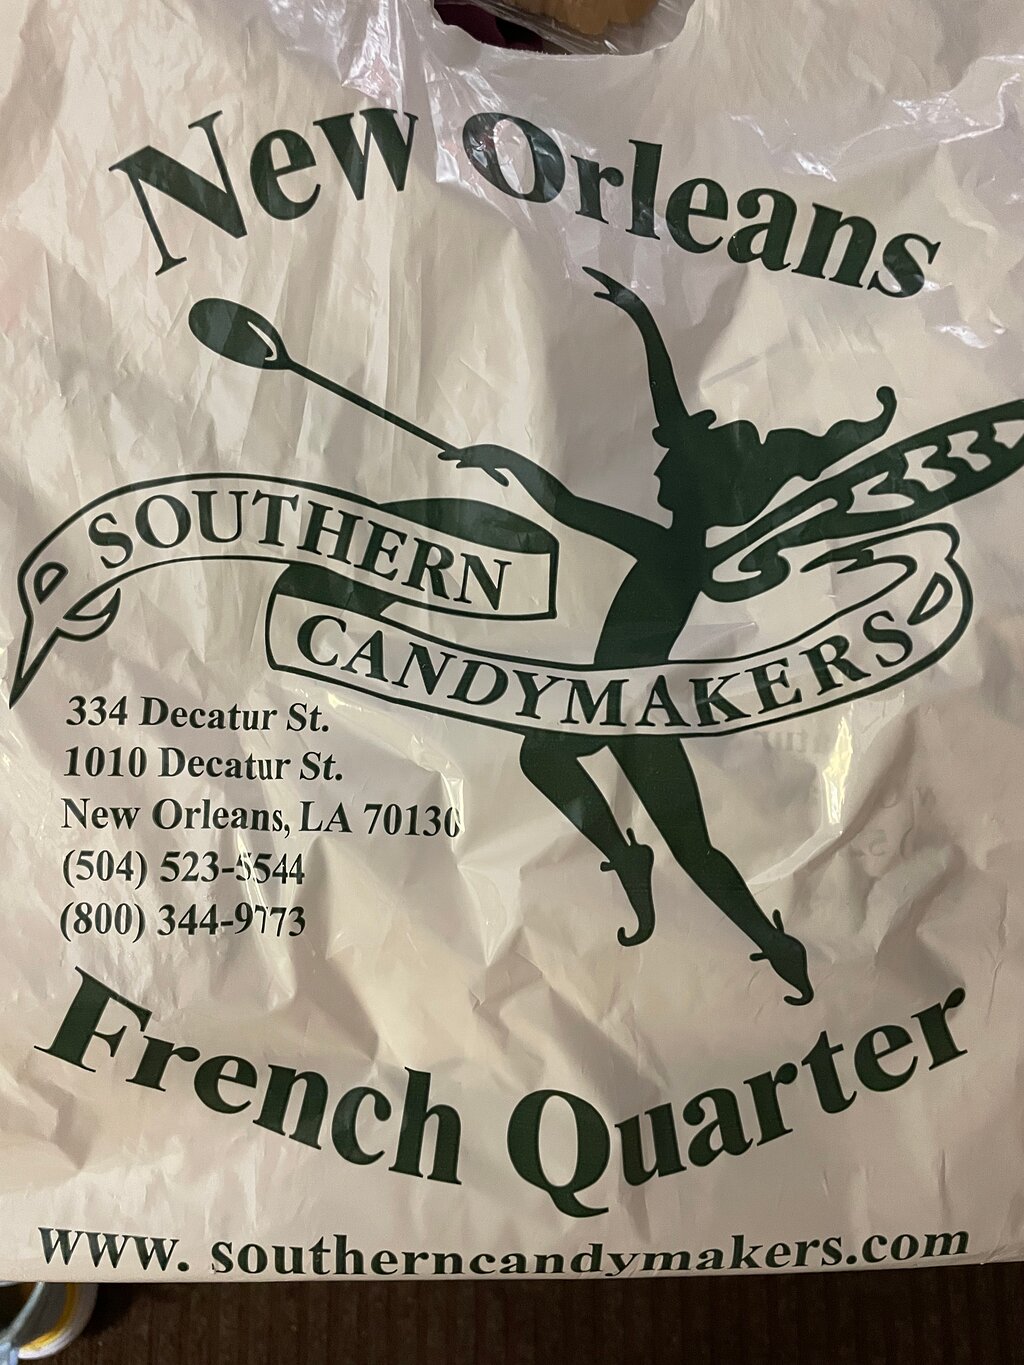 New Orleans
SOUTHERN
CANDYMAKERS
334 Decatur St.
1010 Decatur St.
New Orleans, LA 70130
(504) 523-5544
(800) 344-9773
French Quarter
www. southerncandymakers.com